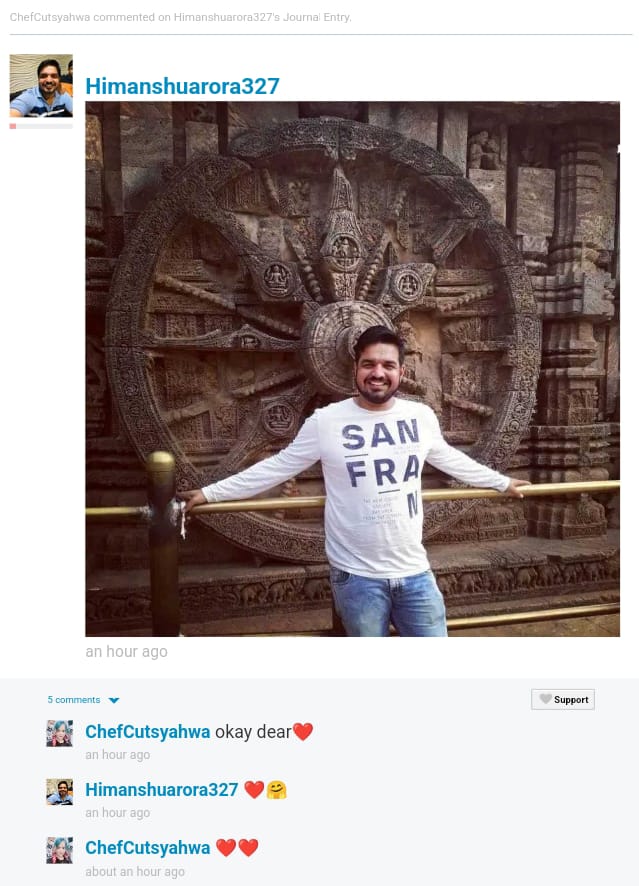 ChefCutsyahwa commented on Himanshuarora327's Journal Entry.
Himanshuarora327
SAN
FRA
N
an hour ago
5 comments
Support
ChefCutsyahwa okay dear❤️
an hour ago
Himanshuarora327 ❤️🤗
an hour ago
ChefCutsyahwa ❤️❤️
about an hour ago